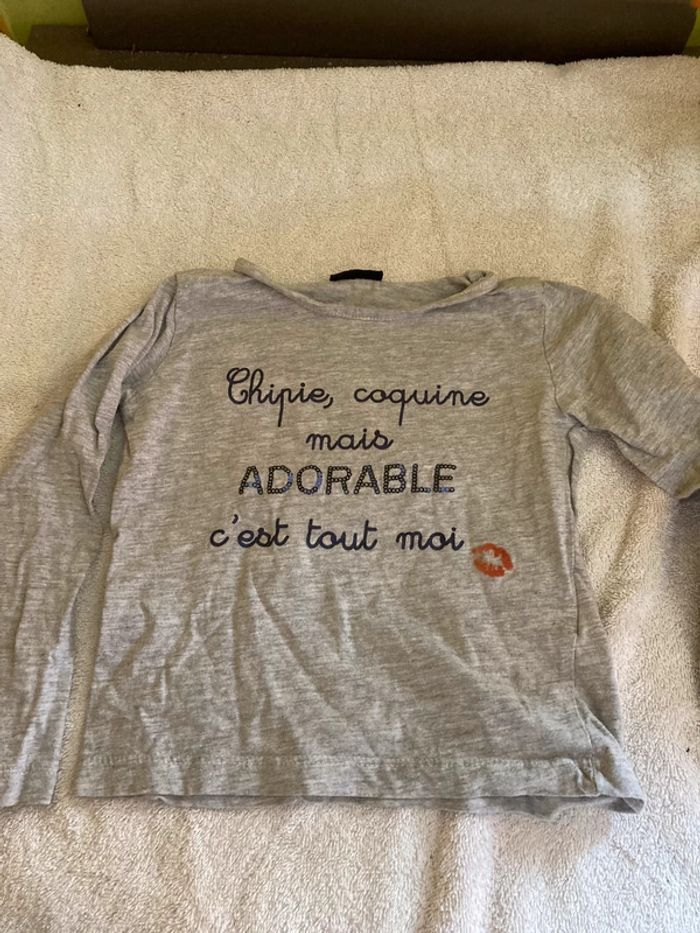 Chipie, coquine
mais
ADORABLE
c'est tout moi